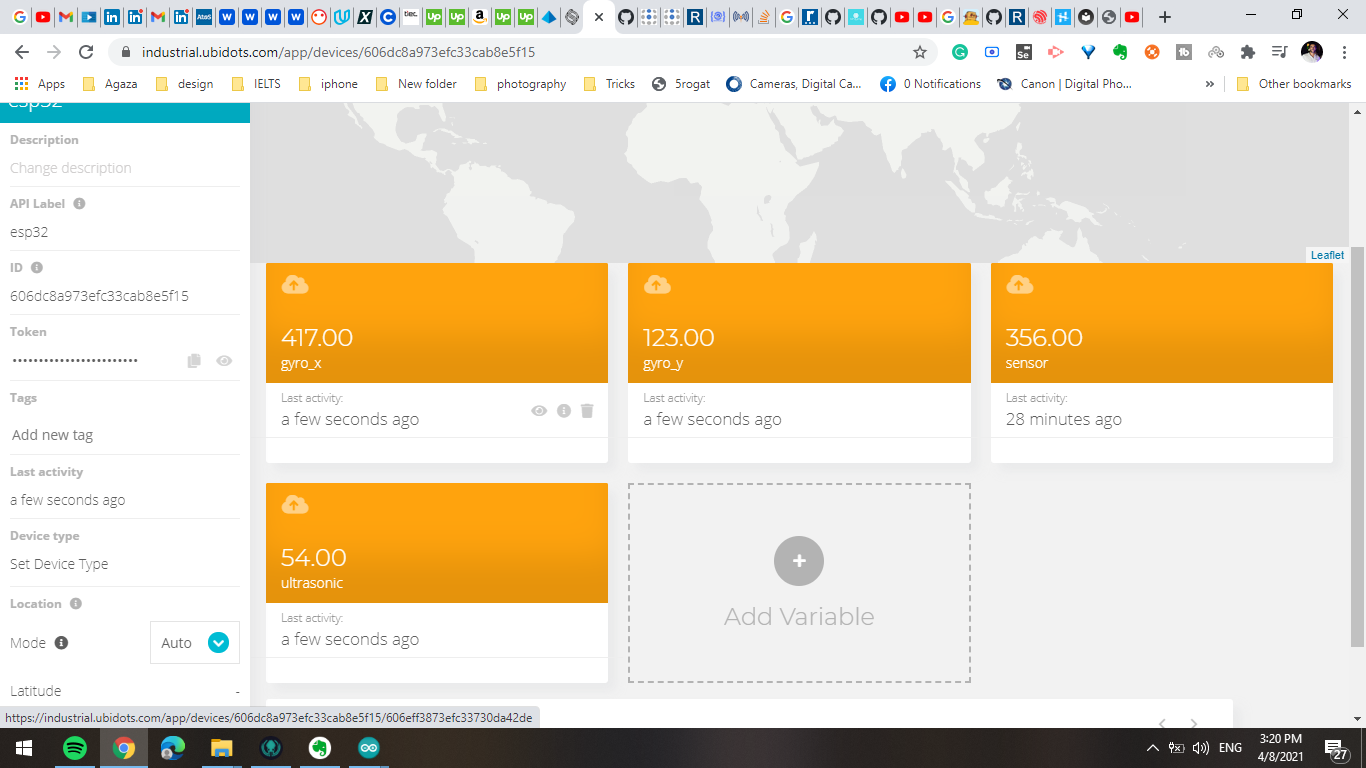 industrial.ubidots.com/app/devices/606dc8a973efc33cab8e5f15
Apps
Agaza
design
IELTS
iphone
New folder
photography
Tricks
5rogat
Cameras, Digital Ca...
0 Notifications
Canon | Digital Pho...
»
Other bookmarks
esp32
Description
Change description
API Label
esp32
ID
606dc8a973efc33cab8e5f15
Token
Tags
Add new tag
Last activity
a few seconds ago
Device type
Set Device Type
Location
Mode
Auto
Latitude
-
Leaflet
417.00
gyro_x
Last activity:
a few seconds ago
123.00
gyro_y
Last activity:
a few seconds ago
356.00
sensor
Last activity:
28 minutes ago
54.00
ultrasonic
Last activity:
a few seconds ago
Add Variable
https://industrial.ubidots.com/app/devices/606dc8a973efc33cab8e5f15/606eff3873efc33730da42de
ENG
3:20 PM
4/8/2021
27